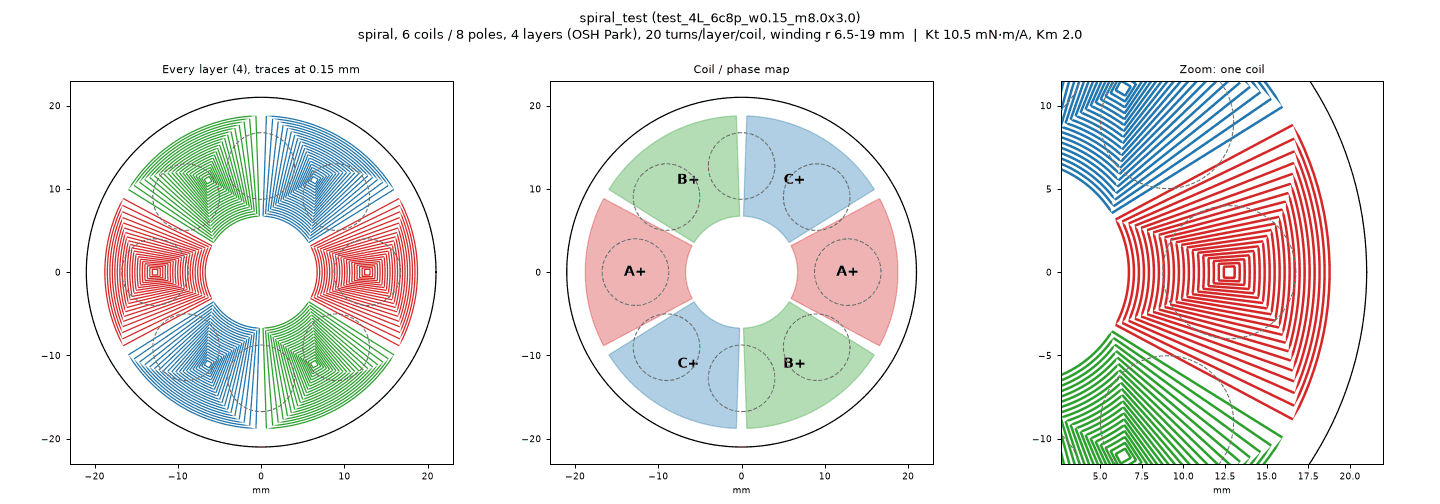 spiral_test (test_4L_6c8p_w0.15_m8.0x3.0)
spiral, 6 coils / 8 poles, 4 layers (OSH Park), 20 turns/layer/coil, winding r 6.5-19 mm | Kt 10.5 mN·m/A, Km 2.0
Every layer (4), traces at 0.15 mm
20
10
0
−10
−20
−20
−10
0
10
20
mm
Coil / phase map
20
10
0
−10
−20
B+
C+
A+
A+
C+
B+
−20
−10
0
10
20
mm
Zoom: one coil
10
5
0
−5
−10
5.0
7.5
10.0
12.5
15.0
17.5
20.0
mm